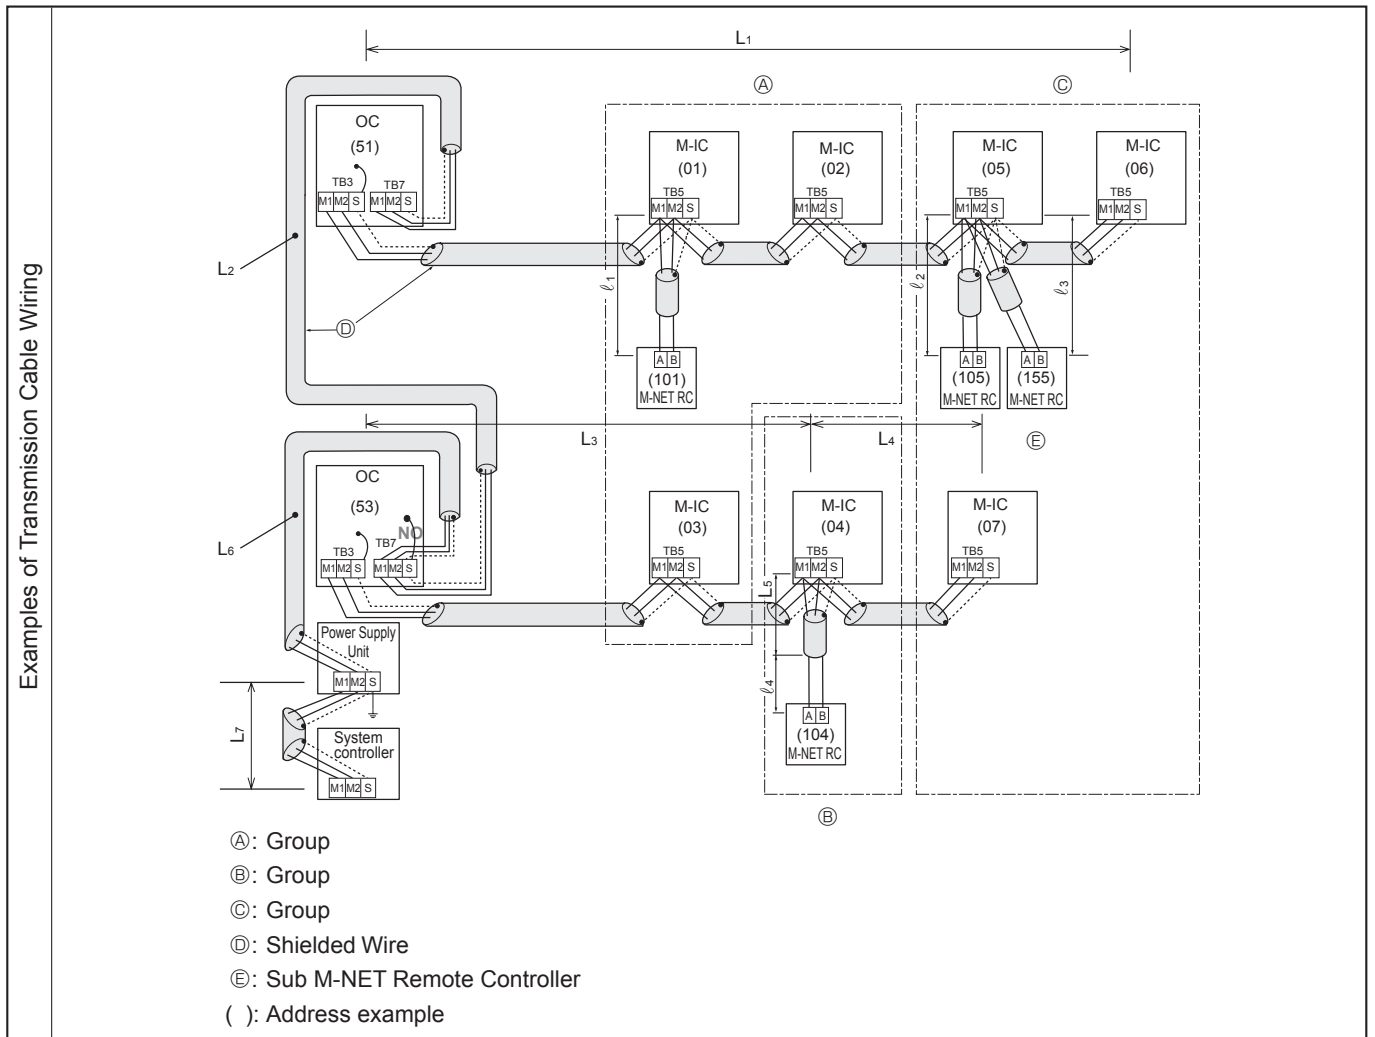 Examples of Transmission Cable Wiring
L1
Ⓐ
Ⓒ
OC
(51)
TB3
TB7
M1 M2 S
M1 M2 S
M-IC
(01)
TB5
M1 M2 S
M-IC
(02)
TB5
M1 M2 S
M-IC
(05)
TB5
M1 M2 S
M-IC
(06)
TB5
M1 M2 S
L2
Ⓓ
ℓ1
ℓ2
ℓ3
A B
(101)
M-NET RC
A B
(105)
M-NET RC
A B
(155)
M-NET RC
L3
L4
Ⓔ
OC
(53)
NO
TB3
TB7
M1 M2 S
M1 M2 S
M-IC
(03)
TB5
M1 M2 S
M-IC
(04)
TB5
M1 M2 S
M-IC
(07)
TB5
M1 M2 S
L6
L5
ℓ4
A B
(104)
M-NET RC
Power Supply
Unit
M1 M2 S
L7
System
controller
M1 M2 S
Ⓑ
Ⓐ: Group
Ⓑ: Group
Ⓒ: Group
Ⓓ: Shielded Wire
Ⓔ: Sub M-NET Remote Controller
( ): Address example